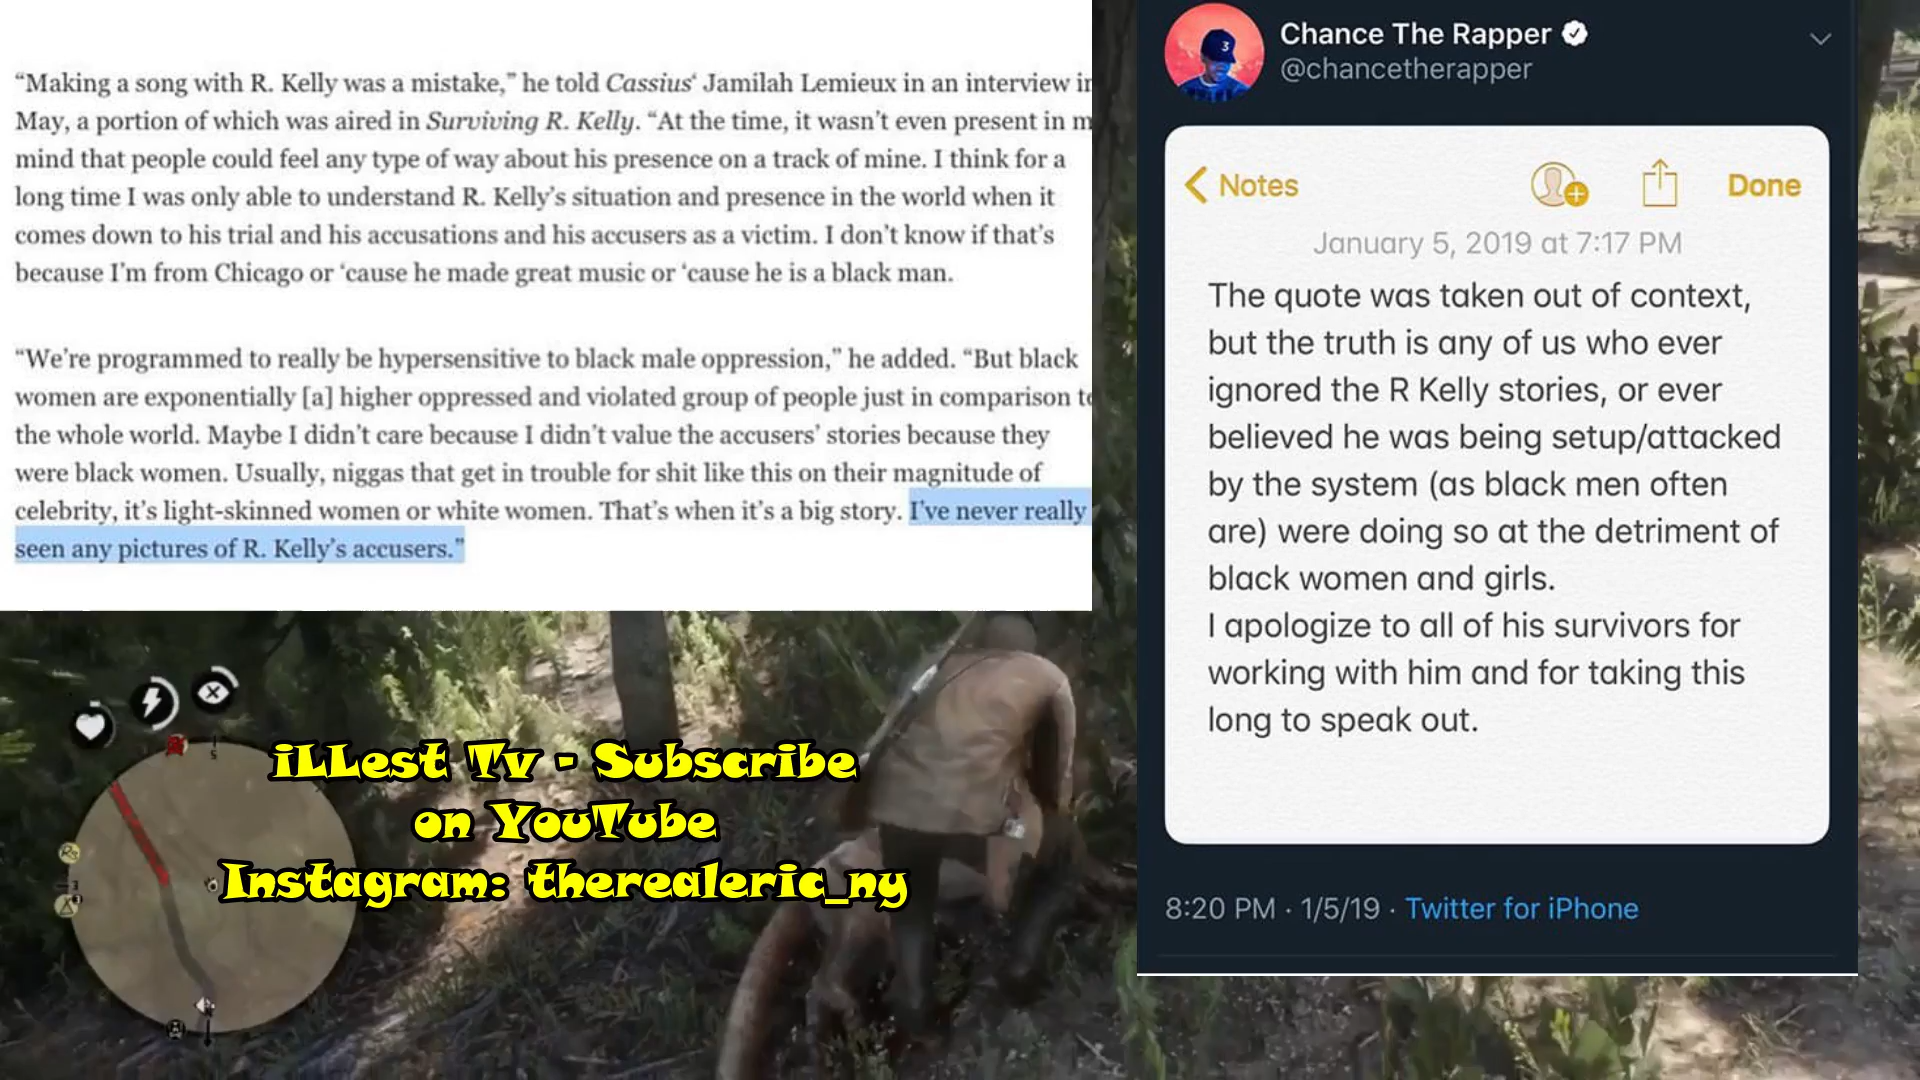 “Making a song with R. Kelly was a mistake,” he told Cassius‘ Jamilah Lemieux in an interview in
May, a portion of which was aired in Surviving R. Kelly. “At the time, it wasn’t even present in m
mind that people could feel any type of way about his presence on a track of mine. I think for a
long time I was only able to understand R. Kelly’s situation and presence in the world when it
comes down to his trial and his accusations and his accusers as a victim. I don’t know if that’s
because I’m from Chicago or ‘cause he made great music or ‘cause he is a black man.
“We’re programmed to really be hypersensitive to black male oppression,” he added. “But black
women are exponentially [a] higher oppressed and violated group of people just in comparison to
the whole world. Maybe I didn’t care because I didn’t value the accusers’ stories because they
were black women. Usually, niggas that get in trouble for shit like this on their magnitude of
celebrity, it’s light-skinned women or white women. That’s when it’s a big story. I’ve never really
seen any pictures of R. Kelly’s accusers.”
Chance The Rapper
@chancetherapper
Notes
Done
January 5, 2019 at 7:17 PM
The quote was taken out of context,
but the truth is any of us who ever
ignored the R Kelly stories, or ever
believed he was being setup/attacked
by the system (as black men often
are) were doing so at the detriment of
black women and girls.
I apologize to all of his survivors for
working with him and for taking this
long to speak out.
8:20 PM · 1/5/19 · Twitter for iPhone
iLLest Tv - Subscribe
on YouTube
Instagram: therealeric_ny